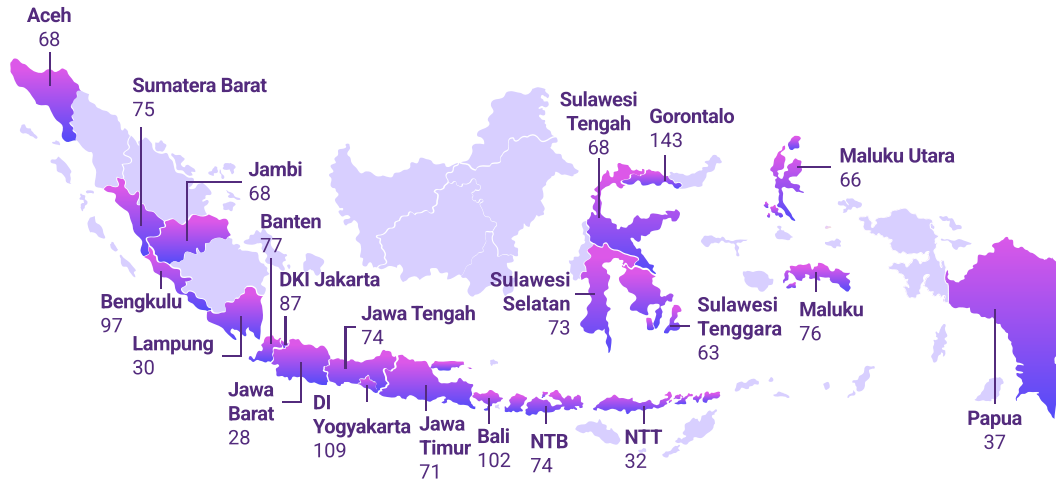 Aceh
68
Sumatera Barat
75
Jambi
68
Banten
77
DKI Jakarta
87
Bengkulu
97
Lampung
30
Jawa
Barat
28
Jawa Tengah
74
DI
Yogyakarta
109
Jawa
Timur
71
Bali
102
NTB
74
NTT
32
Sulawesi
Tengah
68
Gorontalo
143
Sulawesi
Selatan
73
Sulawesi
Tenggara
63
Maluku Utara
66
Maluku
76
Papua
37